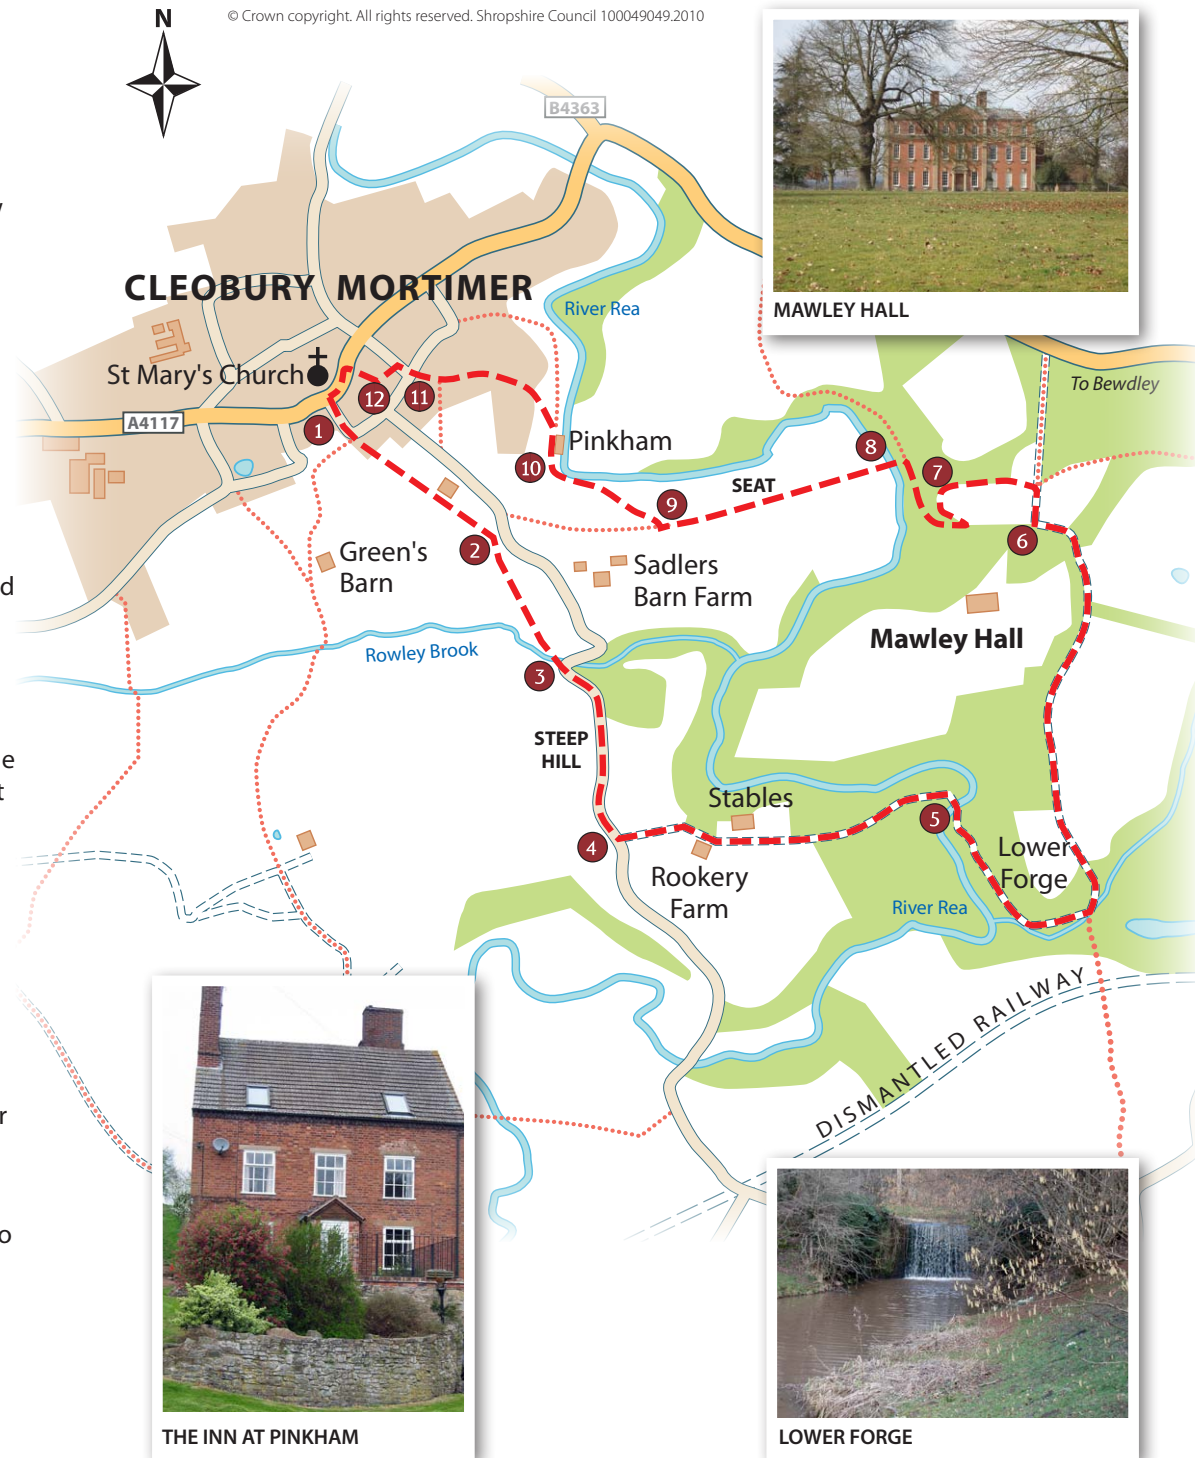 © Crown copyright. All rights reserved. Shropshire Council 100049049.2010
N
B4363
MAWLEY HALL
CLEOBURY MORTIMER
River Rea
St Mary's Church
To Bewdley
A4117
12
11
1
Pinkham
10
8
7
SEAT
9
6
2
Green's
Barn
Sadlers
Barn Farm
d
Mawley Hall
Rowley Brook
3
STEEP
HILL
e
t
Stables
5
4
Lower
Forge
Rookery
Farm
River Rea
DISMANTLED RAILWAY
r
o
THE INN AT PINKHAM
LOWER FORGE